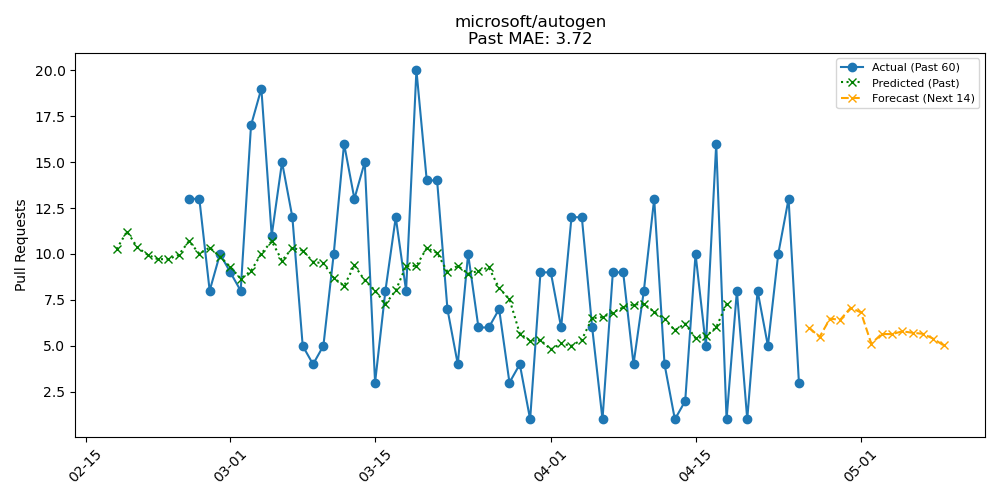 microsoft/autogen
Past MAE: 3.72
Actual (Past 60)
Predicted (Past)
Forecast (Next 14)
Pull Requests
20.0
17.5
15.0
12.5
10.0
7.5
5.0
2.5
02-15
03-01
03-15
04-01
04-15
05-01